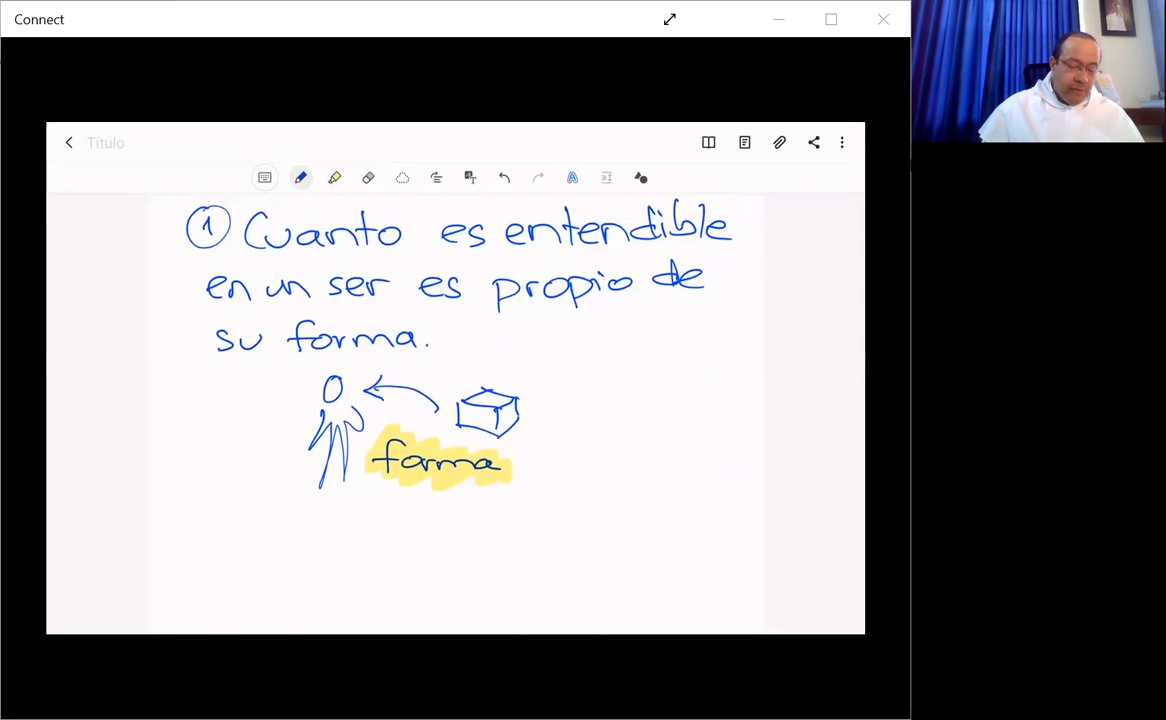 Connect
Título
① Cuanto es entendible
en un ser es propio de
su forma.
forma